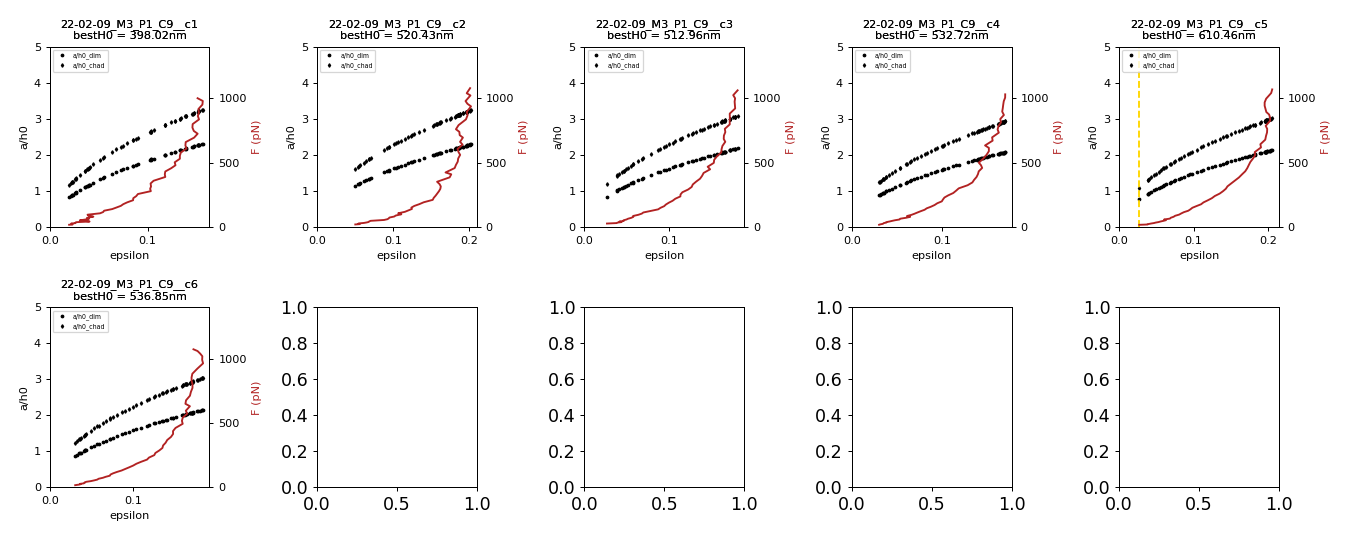 22-02-09_M3_P1_C9__c1
bestH0 = 398.02nm
5
4
3
2
1
0
a/h0
a/h0_dim
a/h0_chad
1000
500
0
F (pN)
0.0
0.1
epsilon
22-02-09_M3_P1_C9__c2
bestH0 = 520.43nm
5
4
3
2
1
0
a/h0
a/h0_dim
a/h0_chad
1000
500
0
F (pN)
0.0
0.1
0.2
epsilon
22-02-09_M3_P1_C9__c3
bestH0 = 512.96nm
5
4
3
2
1
0
a/h0
a/h0_dim
a/h0_chad
1000
500
0
F (pN)
0.0
0.1
epsilon
22-02-09_M3_P1_C9__c4
bestH0 = 532.72nm
5
4
3
2
1
0
a/h0
a/h0_dim
a/h0_chad
1000
500
0
F (pN)
0.0
0.1
epsilon
22-02-09_M3_P1_C9__c5
bestH0 = 610.46nm
5
4
3
2
1
0
a/h0
a/h0_dim
a/h0_chad
1000
500
0
F (pN)
0.0
0.1
0.2
epsilon
22-02-09_M3_P1_C9__c6
bestH0 = 536.85nm
5
4
3
2
1
0
a/h0
a/h0_dim
a/h0_chad
1000
500
0
F (pN)
0.0
0.1
epsilon
1.0
0.8
0.6
0.4
0.2
0.0
0.0
0.5
1.0
1.0
0.8
0.6
0.4
0.2
0.0
0.0
0.5
1.0
1.0
0.8
0.6
0.4
0.2
0.0
0.0
0.5
1.0
1.0
0.8
0.6
0.4
0.2
0.0
0.0
0.5
1.0